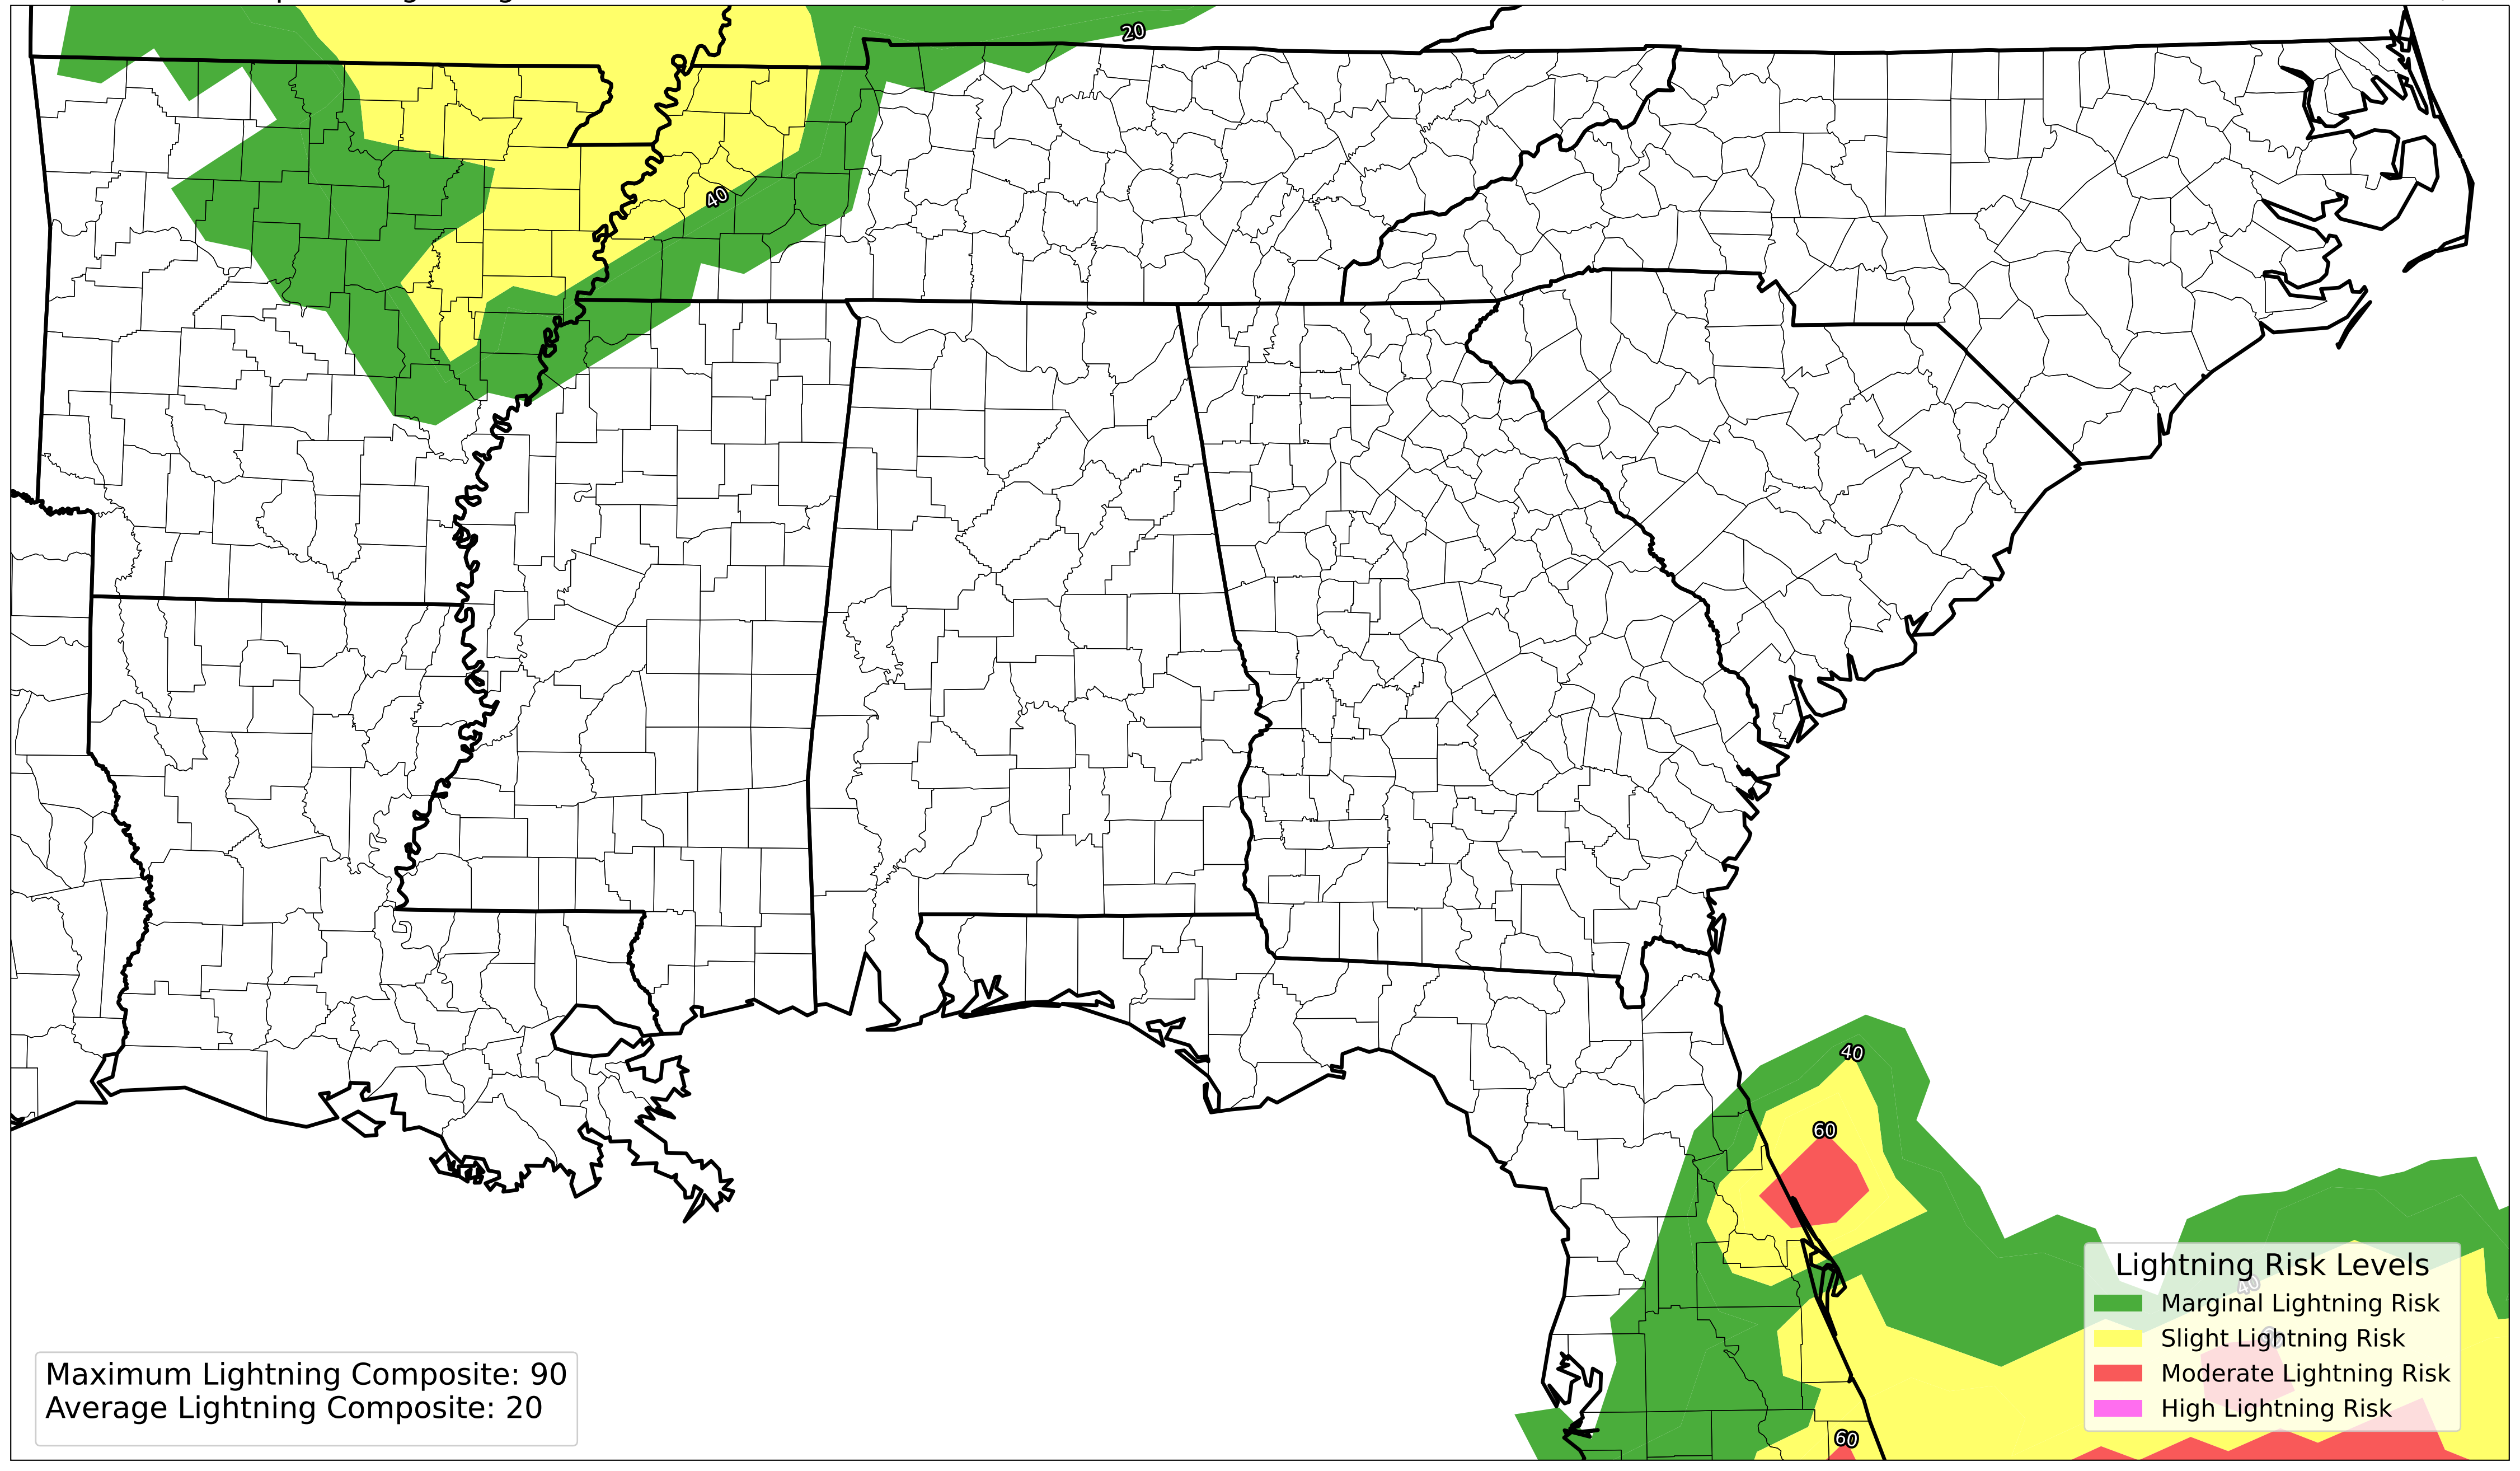 20
40
40
60
Lightning Risk Levels
40
Marginal Lightning Risk
Slight Lightning Risk
Moderate Lightning Risk
High Lightning Risk
Maximum Lightning Composite: 90
Average Lightning Composite: 20
60